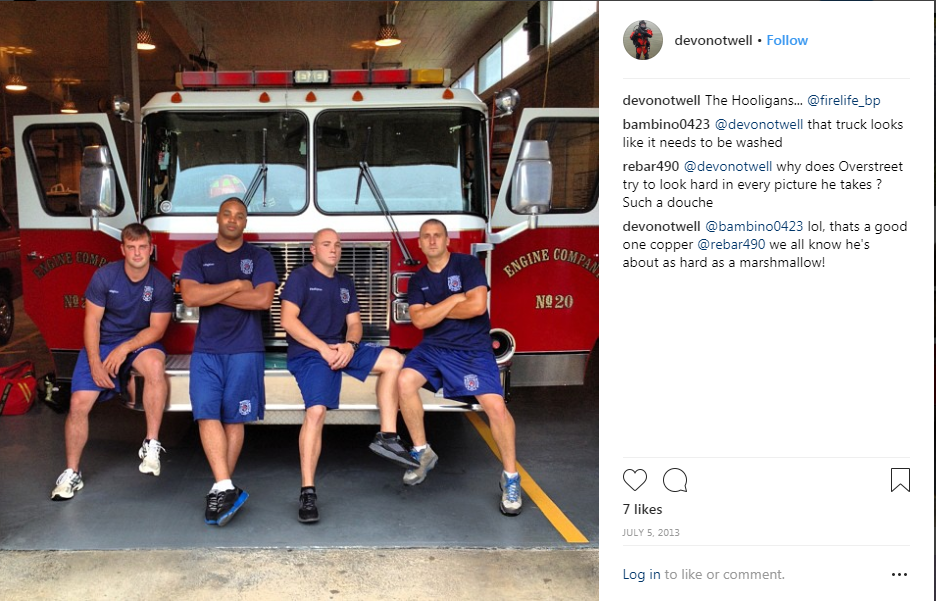 devonotwell • Follow
devonotwell The Hooligans... @firelife_bp
bambino0423 @devonotwell that truck looks
like it needs to be washed
rebar490 @devonotwell why does Overstreet
try to look hard in every picture he takes ?
Such a douche
devonotwell @bambino0423 lol, thats a good
one copper @rebar490 we all know he's
about as hard as a marshmallow!
ENGINE COMPANY
No
ENGINE COMPAN
No 20
7 likes
JULY 5, 2013
Log in to like or comment.